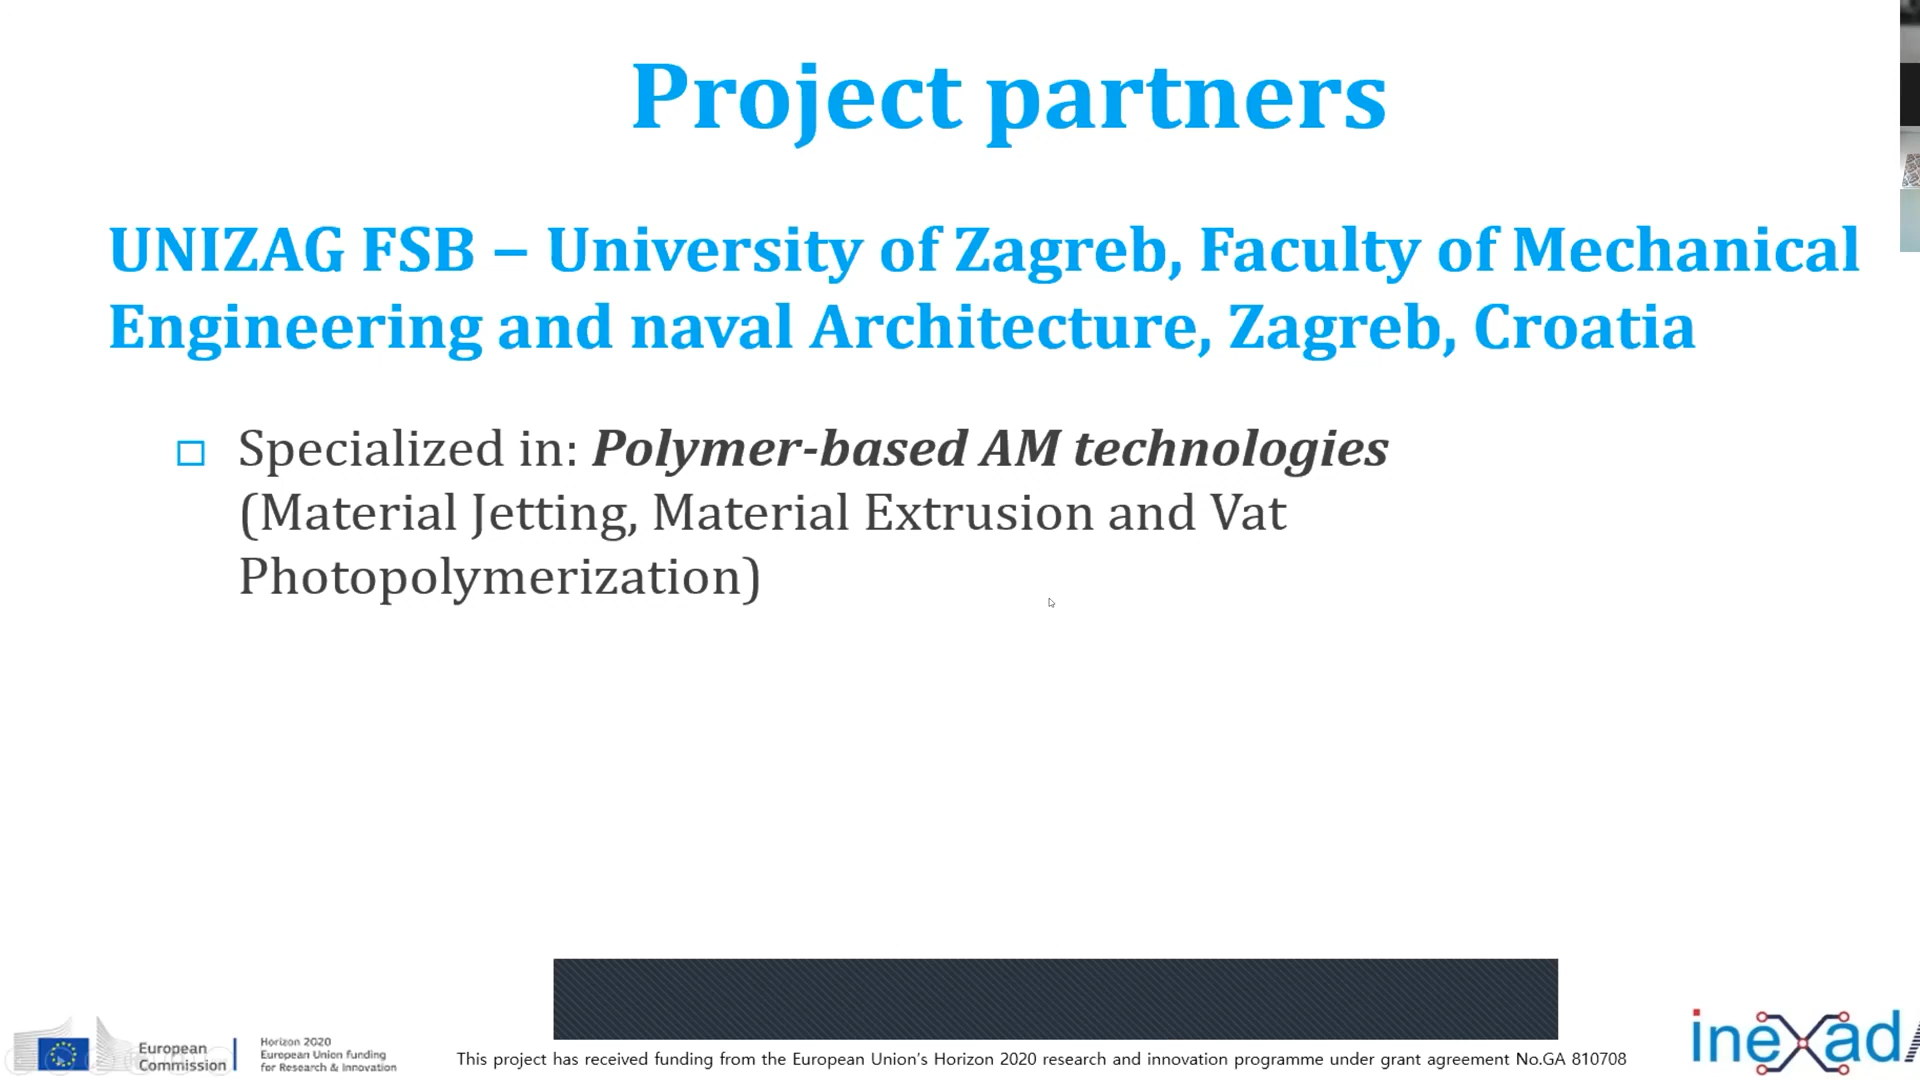 Project partners
UNIZAG FSB – University of Zagreb, Faculty of Mechanical
Engineering and naval Architecture, Zagreb, Croatia
Specialized in: Polymer-based AM technologies
(Material Jetting, Material Extrusion and Vat
Photopolymerization)
European
Commission
Horizon 2020
European Union funding
for Research & Innovation
This project has received funding from the European Union's Horizon 2020 research and innovation programme under grant agreement No.GA 810708
inexad